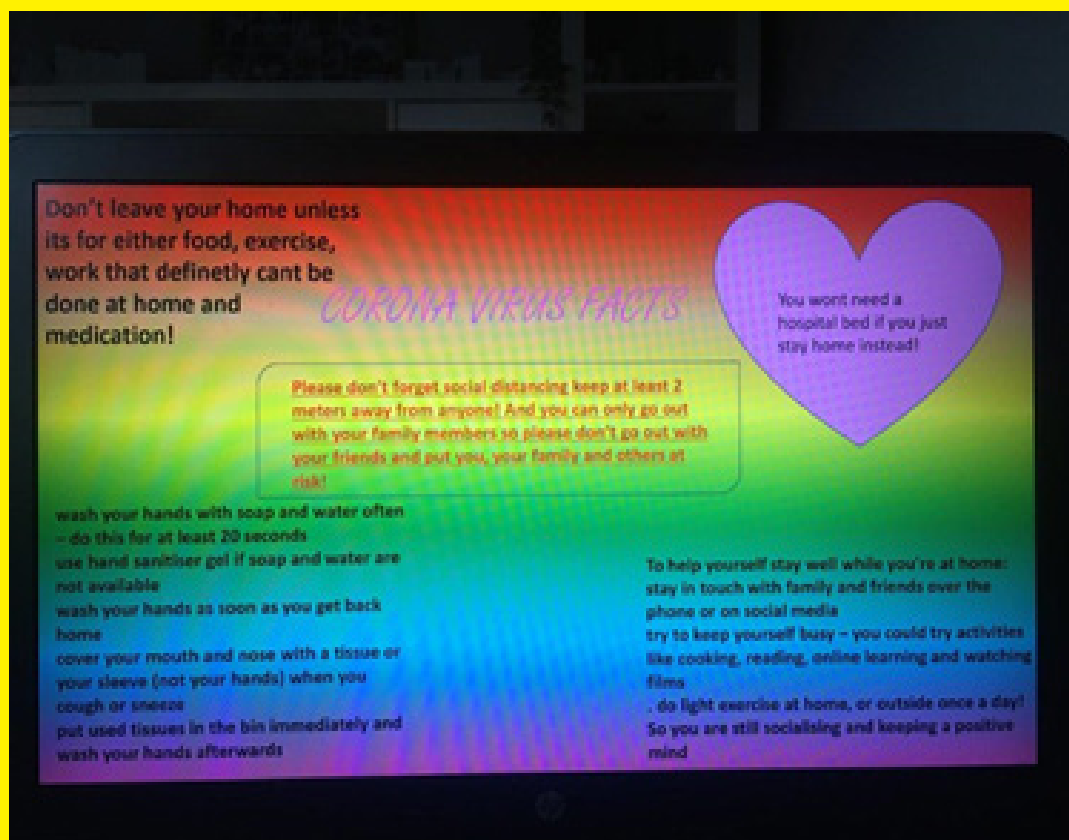 Don't leave your home unless
its for either food, exercise,
work that definetly cant be
done at home and
medication!
CORONA VIRUS FACTS
You wont need a
hospital bed if you just
stay home instead!
Please don't forget social distancing keep at least 2
meters away from anyone! And you can only go out
with your family members so please don't go out with
your friends and put you, your family and others at
risk!
wash your hands with soap and water often
– do this for at least 20 seconds
use hand sanitiser gel if soap and water are
not available
wash your hands as soon as you get back
home
cover your mouth and nose with a tissue or
your sleeve (not your hands) when you
cough or sneeze
put used tissues in the bin immediately and
wash your hands afterwards
To help yourself stay well while you're at home:
stay in touch with family and friends over the
phone or on social media
try to keep yourself busy – you could try activities
like cooking, reading, online learning and watching
films
. do light exercise at home, or outside once a day!
So you are still socialising and keeping a positive
mind
hp